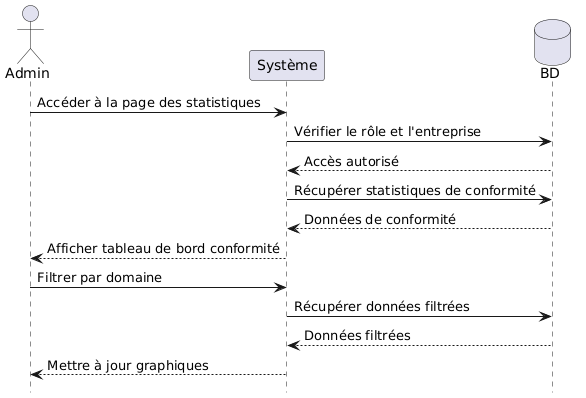 Admin
Système
BD
Accéder à la page des statistiques
Vérifier le rôle et l'entreprise
Accès autorisé
Récupérer statistiques de conformité
Données de conformité
Afficher tableau de bord conformité
Filtrer par domaine
Récupérer données filtrées
Données filtrées
Mettre à jour graphiques